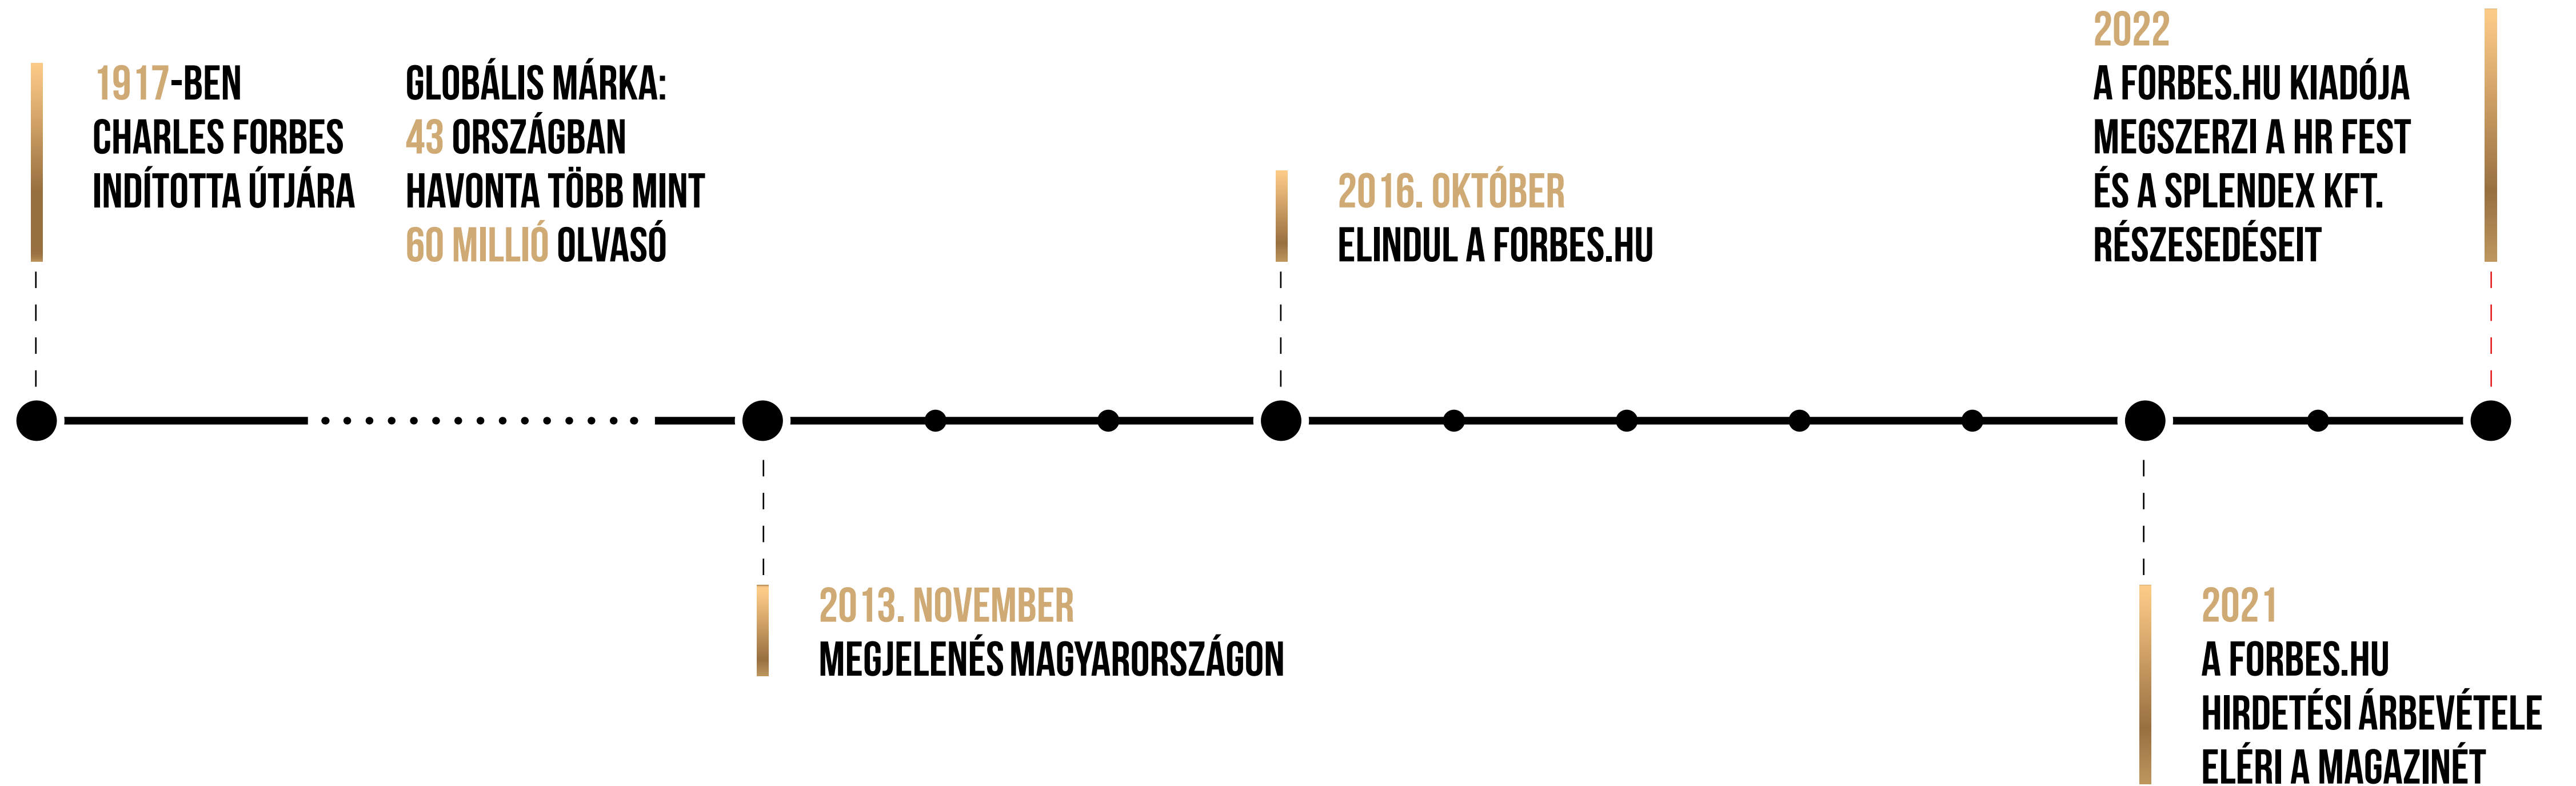 1917-BEN
CHARLES FORBES
INDÍTOTTA ÚTJÁRA
GLOBÁLIS MÁRKA:
43 ORSZÁGBAN
HAVONTA TÖBB MINT
60 MILLIÓ OLVASÓ
2013. NOVEMBER
MEGJELENÉS MAGYARORSZÁGON
2016. OKTÓBER
ELINDUL A FORBES.HU
2021
A FORBES.HU
HIRDETÉSI ÁRBEVÉTELE
ELÉRI A MAGAZINÉT
2022
A FORBES.HU KIADÓJA
MEGSZERZI A HR FEST
ÉS A SPLENDEX KFT.
RÉSZESEDÉSEIT